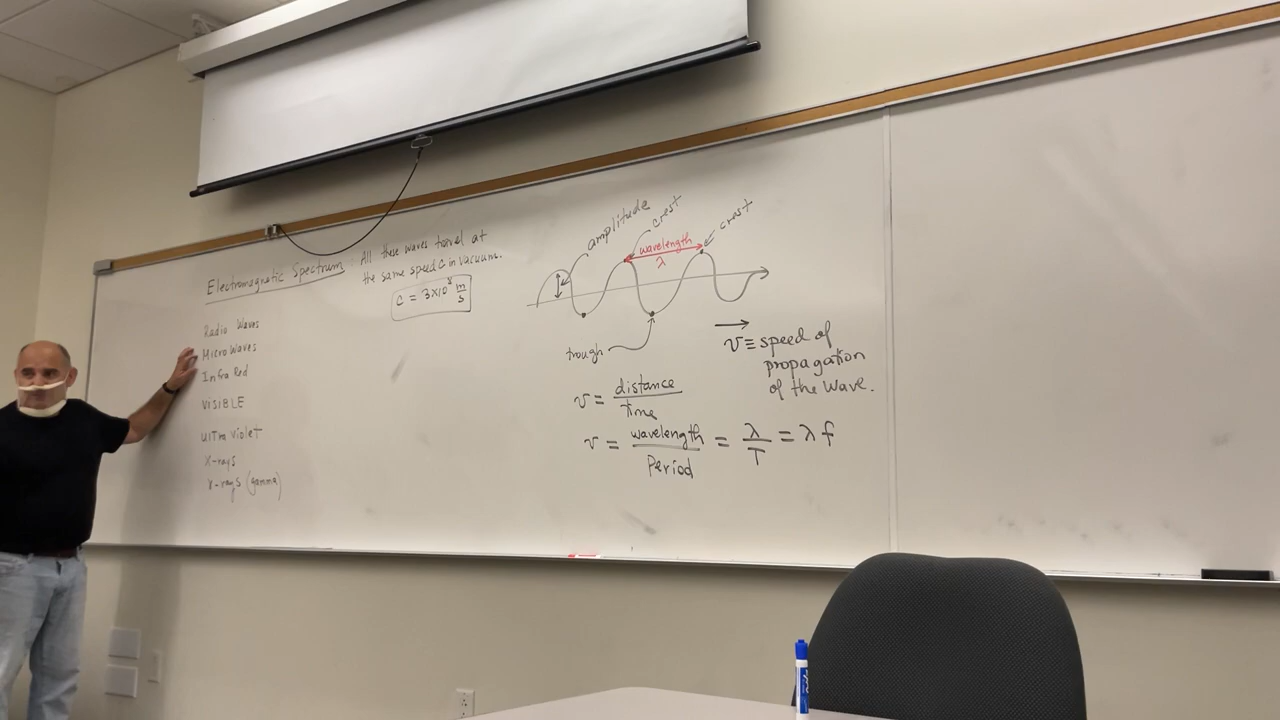 Electromagnetic Spectrum: All these waves travel at
the same speed c in vacuum.
c = 3x10⁸ m/s
Radio Waves
MicroWaves
Infra Red
VISIBLE
UlTra violet
X-rays
γ-rays (gamma)
amplitude
crest
crest
wavelength
λ
trough
v ≡ speed of
propagation
of the Wave.
v = distance/time
v = wavelength/Period = λ/T = λ f